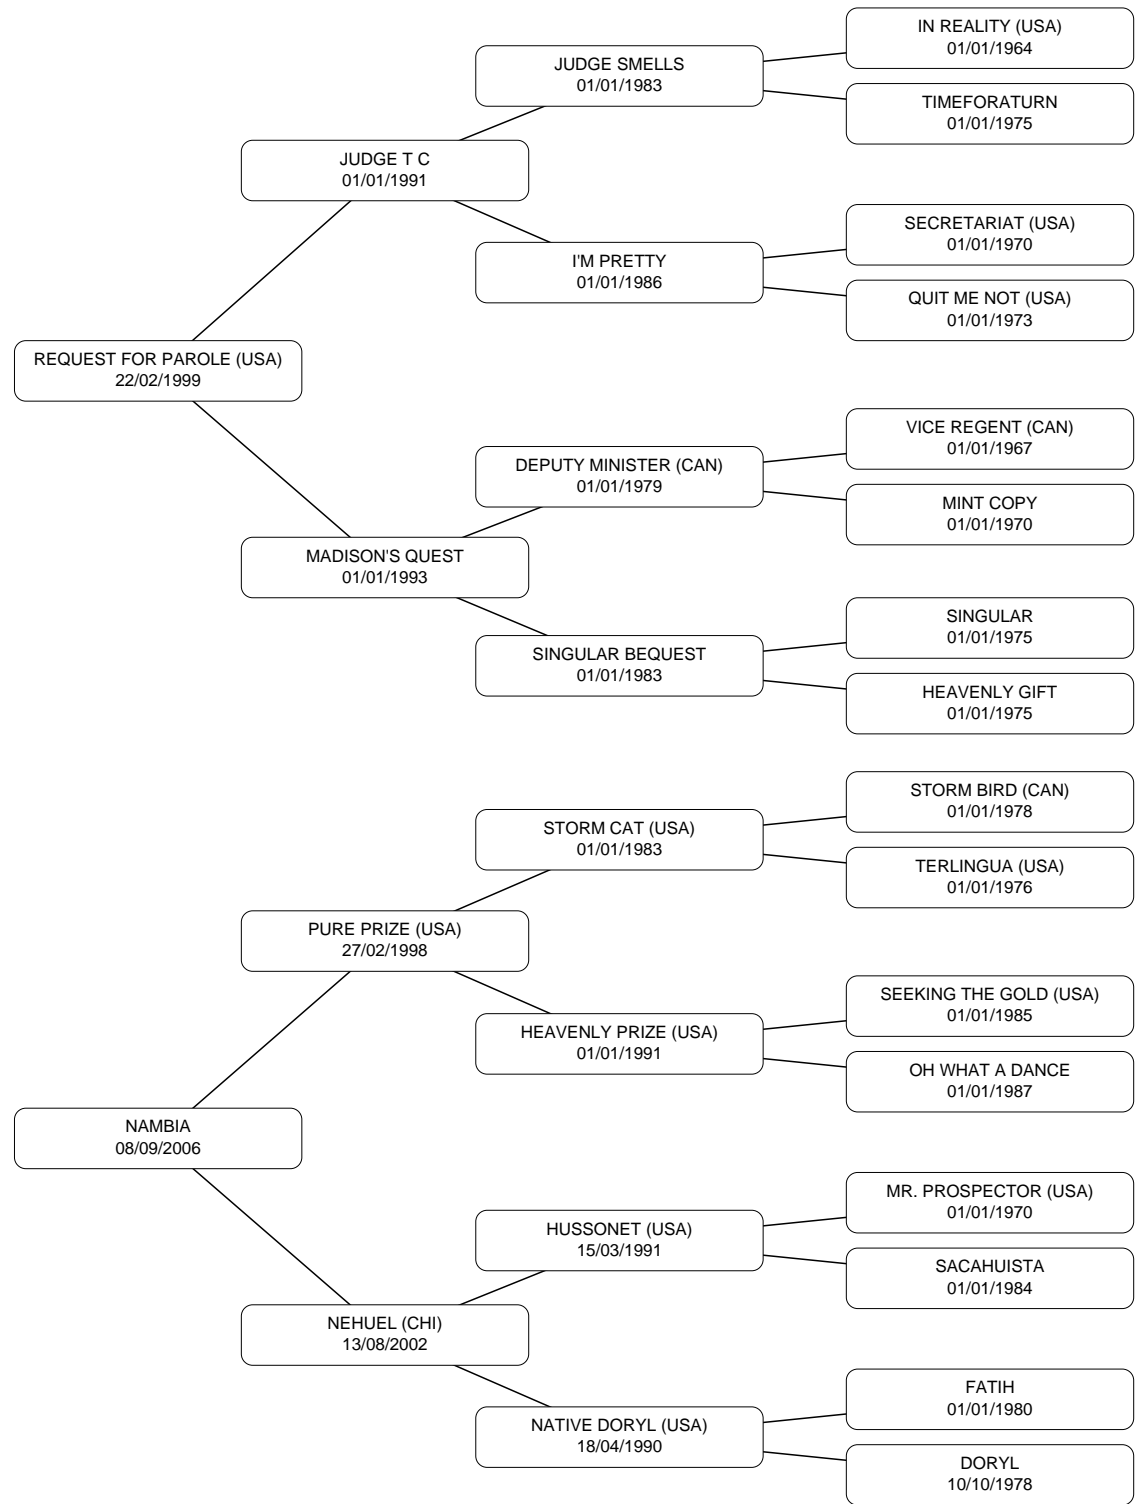 IN REALITY (USA)
01/01/1964
JUDGE SMELLS
01/01/1983
TIMEFORATURN
01/01/1975
JUDGE T C
01/01/1991
SECRETARIAT (USA)
01/01/1970
I'M PRETTY
01/01/1986
QUIT ME NOT (USA)
01/01/1973
REQUEST FOR PAROLE (USA)
22/02/1999
VICE REGENT (CAN)
01/01/1967
DEPUTY MINISTER (CAN)
01/01/1979
MINT COPY
01/01/1970
MADISON'S QUEST
01/01/1993
SINGULAR
01/01/1975
SINGULAR BEQUEST
01/01/1983
HEAVENLY GIFT
01/01/1975
STORM BIRD (CAN)
01/01/1978
STORM CAT (USA)
01/01/1983
TERLINGUA (USA)
01/01/1976
PURE PRIZE (USA)
27/02/1998
SEEKING THE GOLD (USA)
01/01/1985
HEAVENLY PRIZE (USA)
01/01/1991
OH WHAT A DANCE
01/01/1987
NAMBIA
08/09/2006
MR. PROSPECTOR (USA)
01/01/1970
HUSSONET (USA)
15/03/1991
SACAHUISTA
01/01/1984
NEHUEL (CHI)
13/08/2002
FATIH
01/01/1980
NATIVE DORYL (USA)
18/04/1990
DORYL
10/10/1978